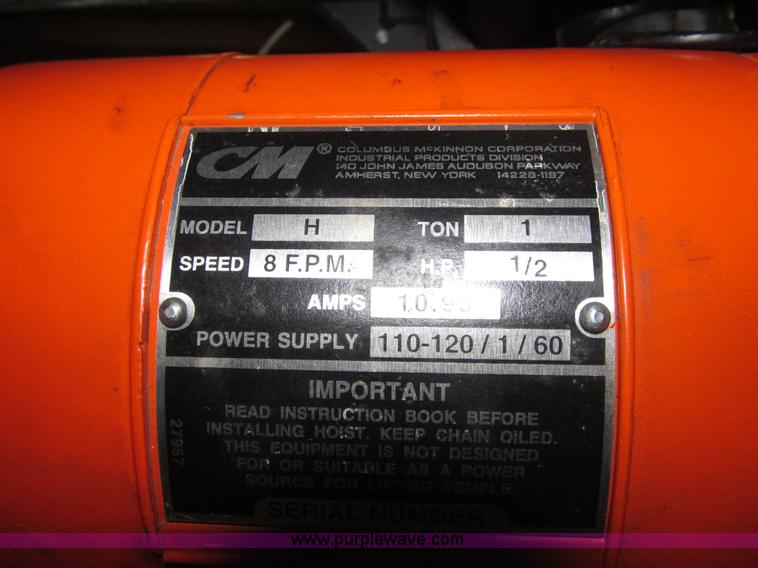 CM®
COLUMBUS McKINNON CORPORATION
INDUSTRIAL PRODUCTS DIVISION
140 JOHN JAMES AUDUBON PARKWAY
AMHERST, NEW YORK 14228-1197
MODEL H TON 1
SPEED 8 F.P.M. H.P. 1/2
AMPS 10.95
POWER SUPPLY 110-120 / 1 / 60
IMPORTANT
READ INSTRUCTION BOOK BEFORE
INSTALLING HOIST. KEEP CHAIN OILED.
THIS EQUIPMENT IS NOT DESIGNED
FOR OR SUITABLE AS A POWER
SOURCE FOR LIFTING PEOPLE
27957
SERIAL NUMBER
www.purplewave.com